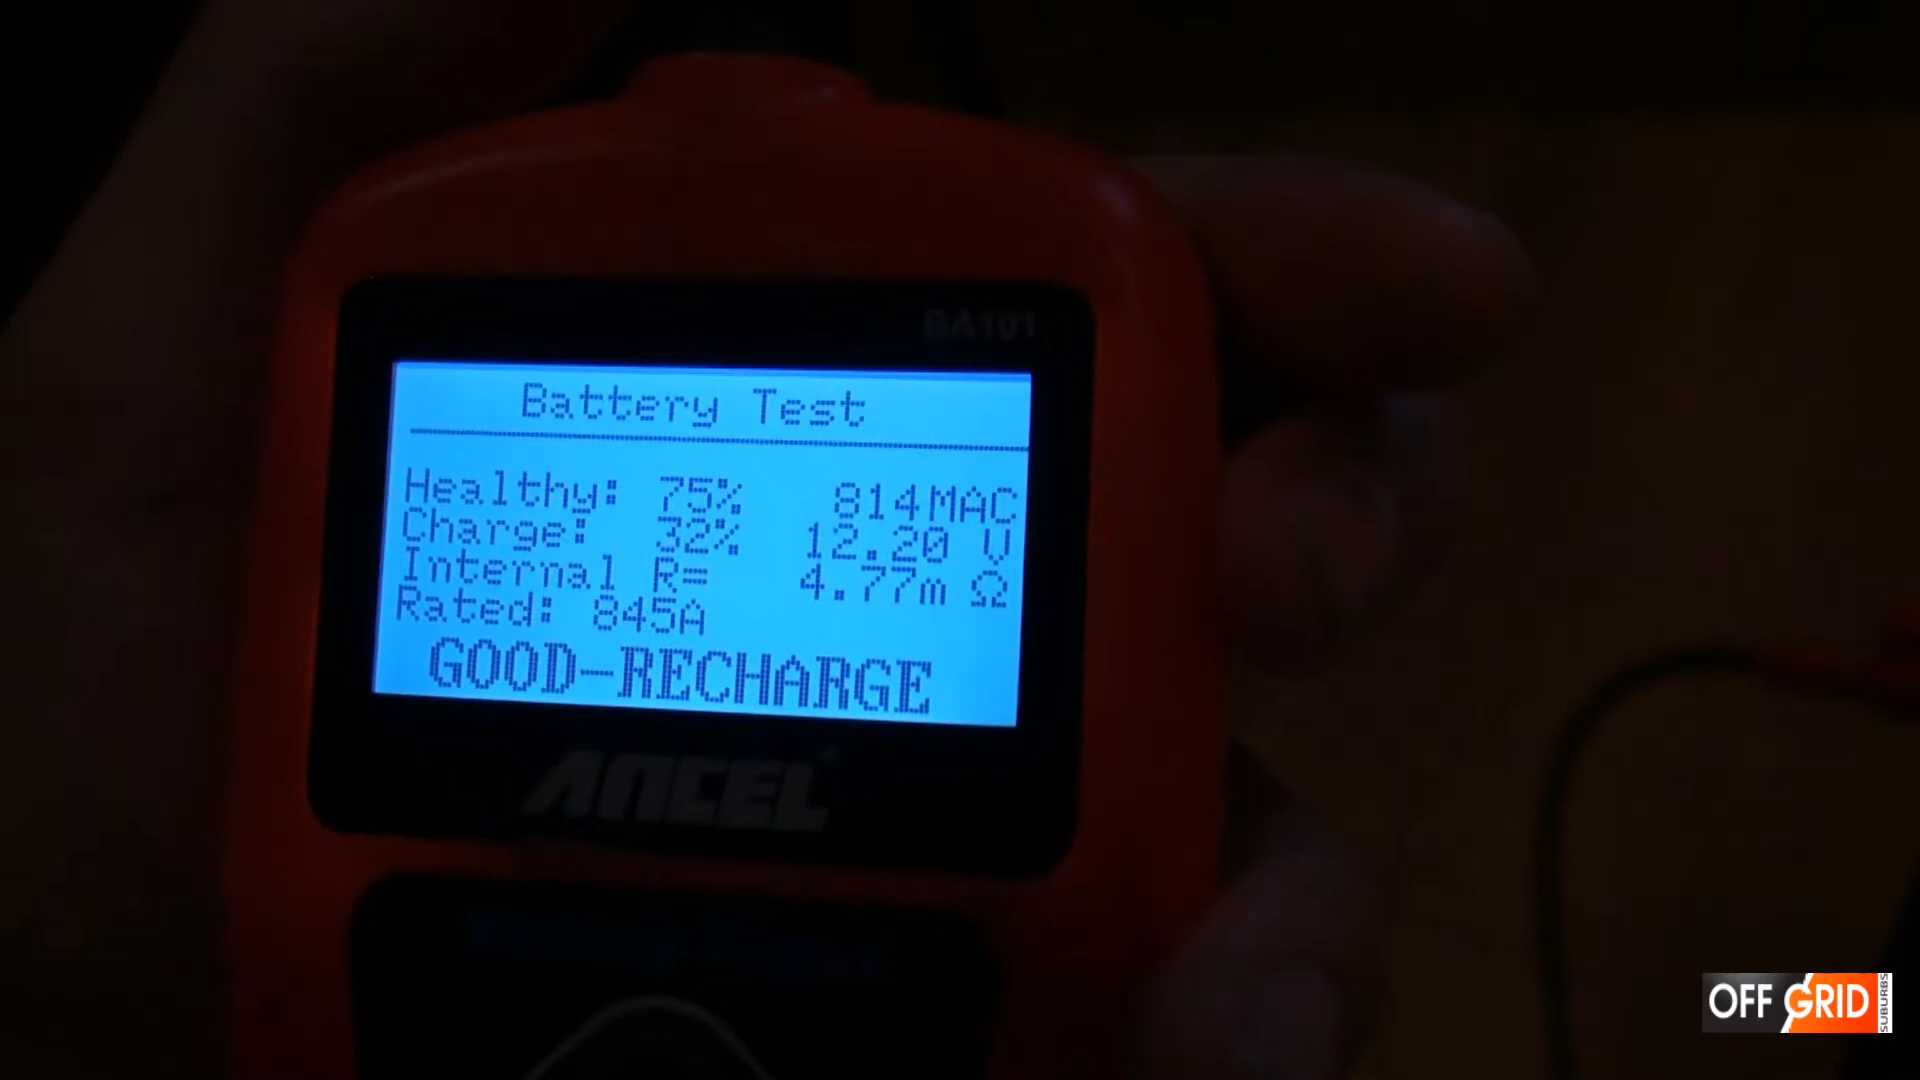 BA101
Battery Test
Healthy: 75% 814MAC
Charge: 32% 12.20 V
Internal R= 4.77m Ω
Rated: 845A
GOOD-RECHARGE
ANCEL
OFF GRID
SUBURBS